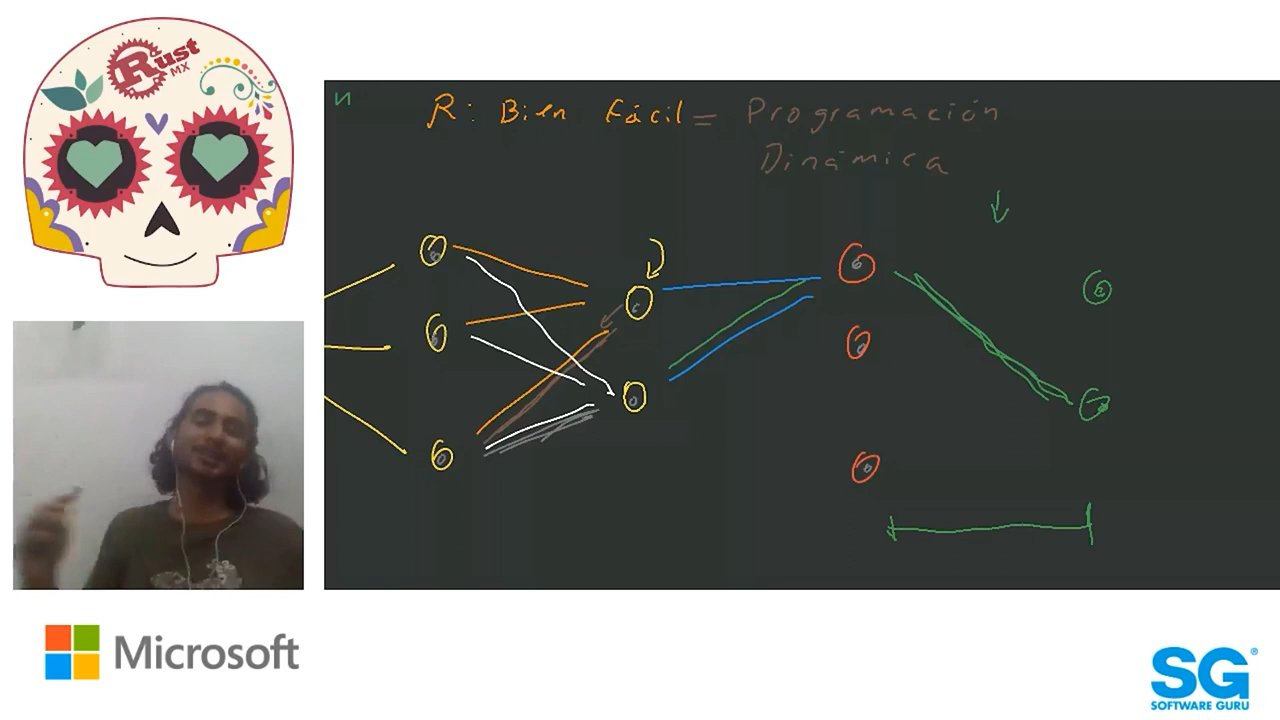 Rust
MX
R: Bien Fácil = Programación
Dinámica
Microsoft
SG
SOFTWARE GURU